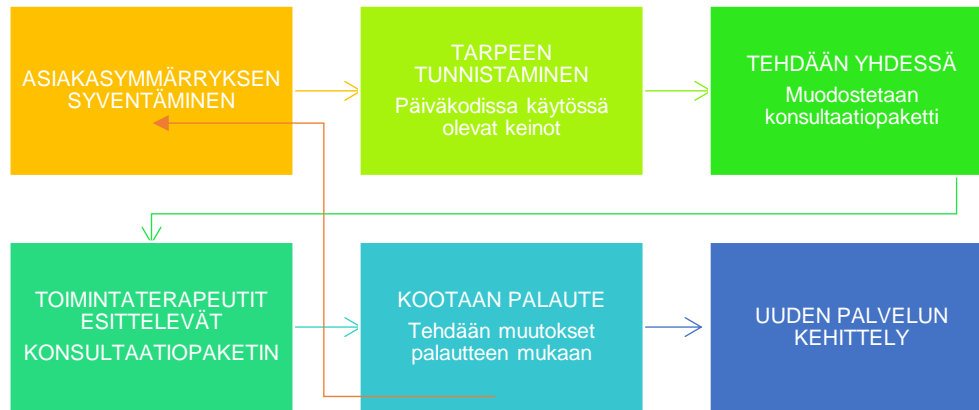 ASIAKASYMMÄRRYKSEN
SYVENTÄMINEN
TARPEEN
TUNNISTAMINEN
Päiväkodissa käytössä
olevat keinot
TEHDÄÄN YHDESSÄ
Muodostetaan
konsultaatiopaketti
TOIMINTATERAPEUTIT
ESITTELEVÄT
KONSULTAATIOPAKETIN
KOOTAAN PALAUTE
Tehdään muutokset
palautteen mukaan
UUDEN PALVELUN
KEHITTELY